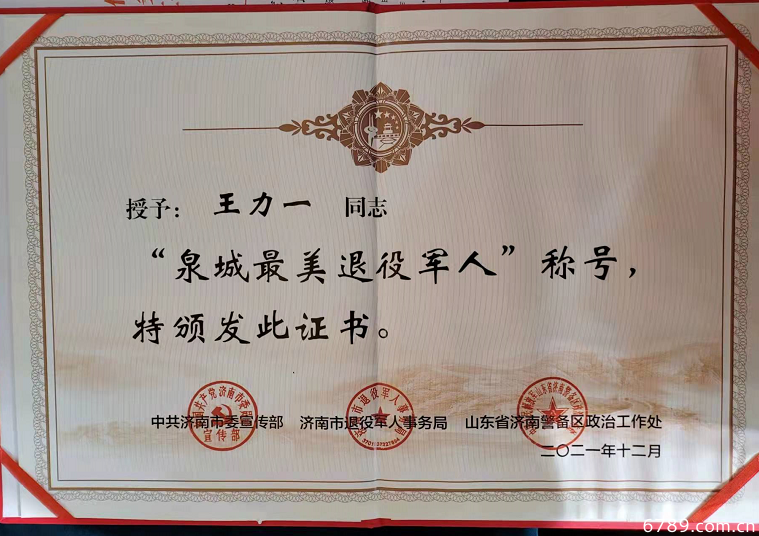 授予： 王力一 同志
“泉城最美退役军人”称号，
特颁发此证书。
中共济南市委宣传部 济南市退役军人事务局 山东省济南警备区政治工作处
二〇二一年十二月
宣传部
6789.com.cn